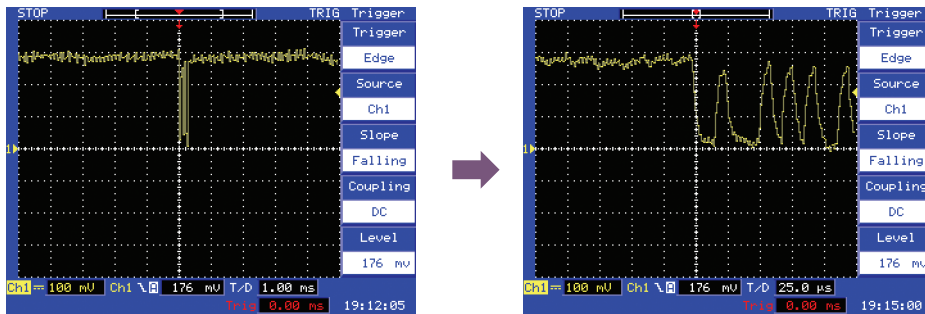 STOP TRIG Trigger
Trigger
Edge
Source
Ch1
Slope
Falling
1
Coupling
DC
Level
176 mV
Ch1 100 mV Ch1 176 mV T/D 1.00 ms
Trig 0.00 ms 19:12:05
STOP TRIG Trigger
Trigger
Edge
Source
Ch1
Slope
Falling
1
Coupling
DC
Level
176 mV
Ch1 100 mV Ch1 176 mV T/D 25.0 µs
Trig 0.00 ms 19:15:00